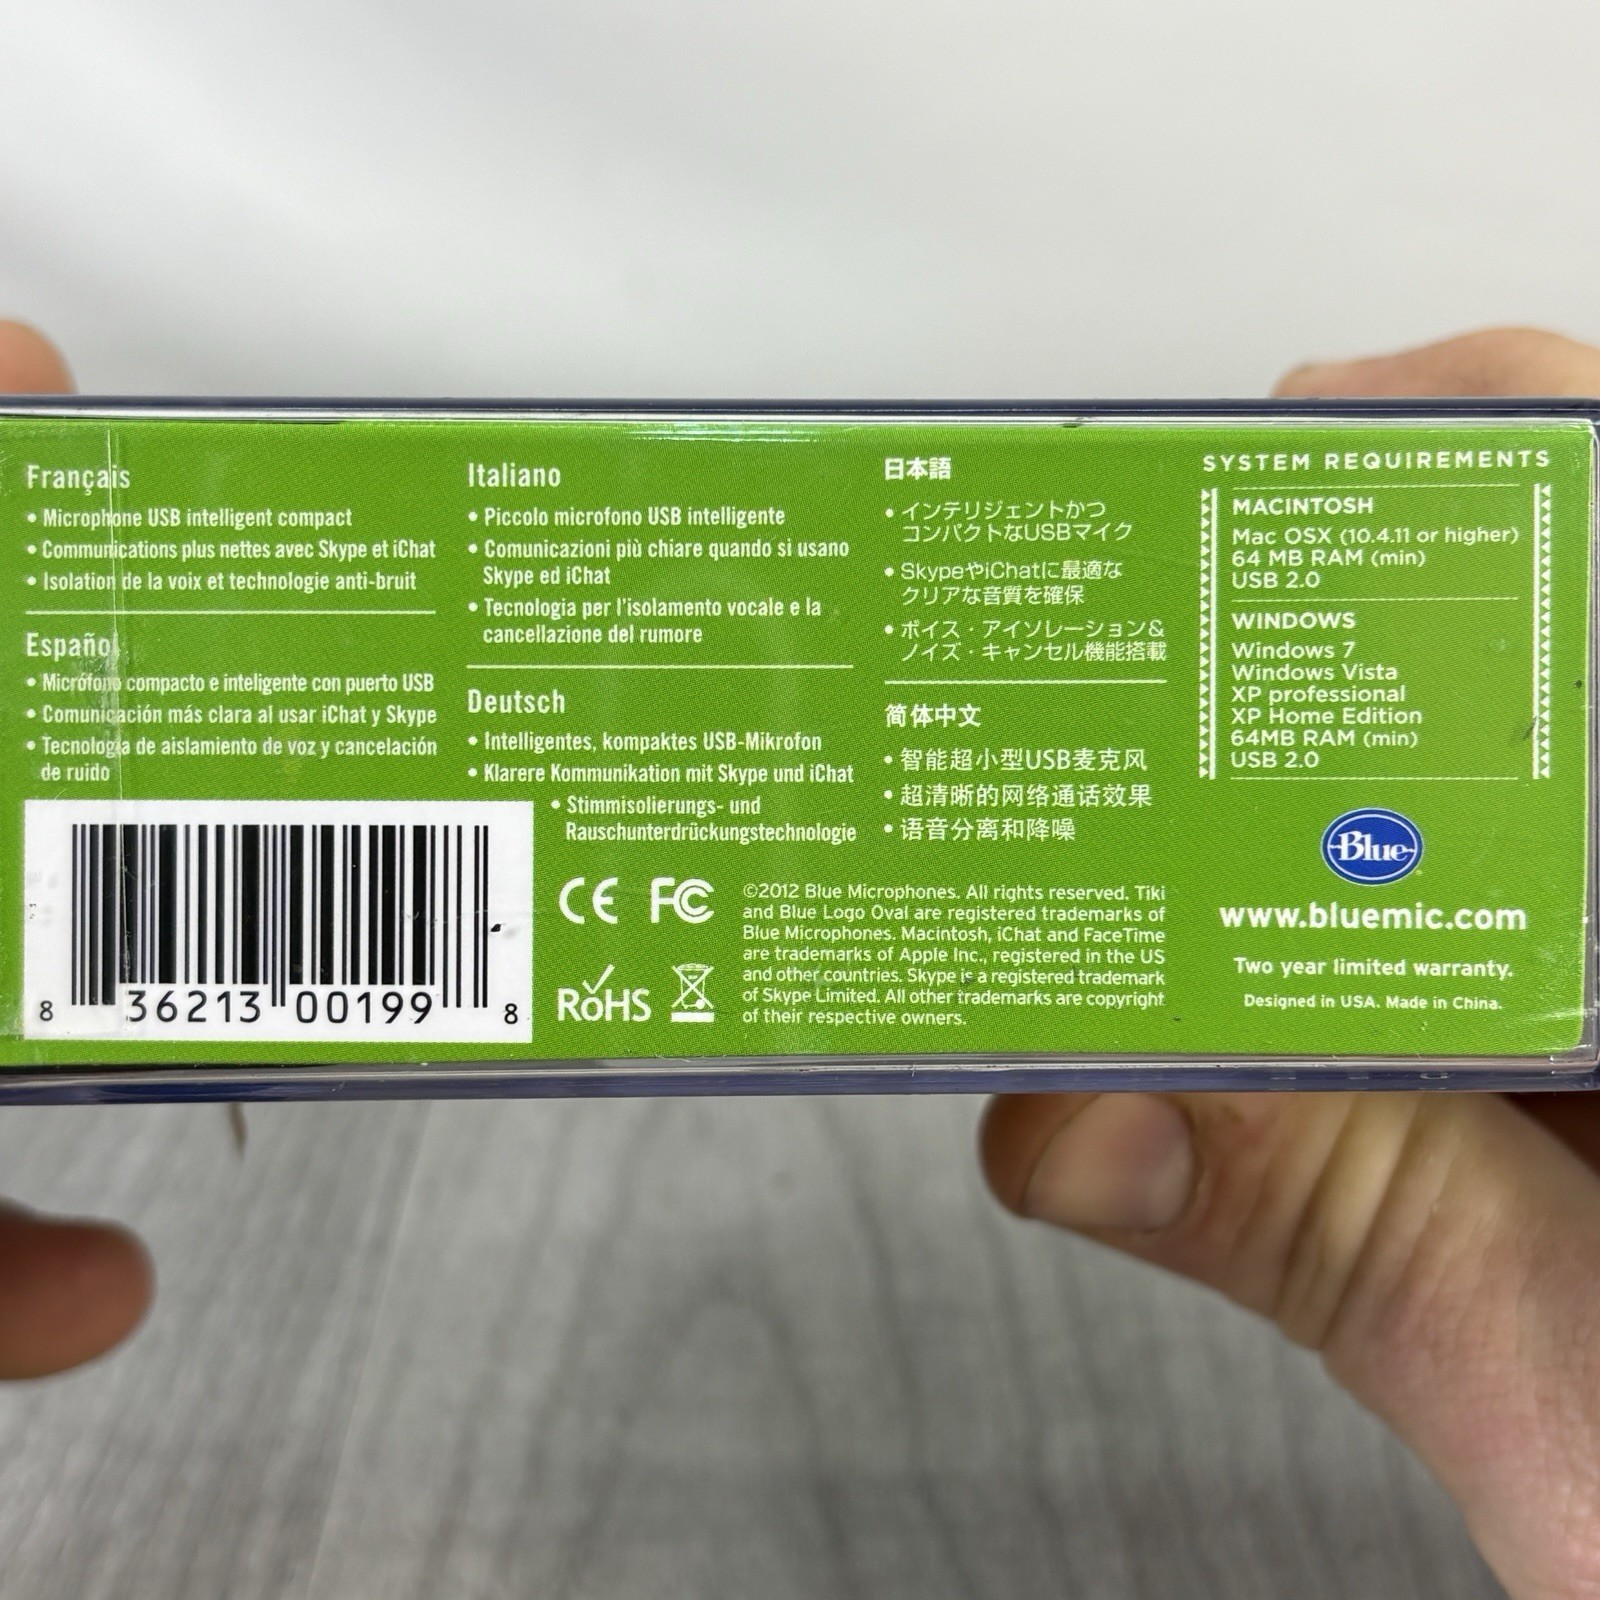 Français
• Microphone USB intelligent compact
• Communications plus nettes avec Skype et iChat
• Isolation de la voix et technologie anti-bruit
Español
• Micrófono compacto e inteligente con puerto USB
• Comunicación más clara al usar iChat y Skype
• Tecnología de aislamiento de voz y cancelación
de ruido
8 36213 00199 8
Italiano
• Piccolo microfono USB intelligente
• Comunicazioni più chiare quando si usano
Skype ed iChat
• Tecnologia per l'isolamento vocale e la
cancellazione del rumore
Deutsch
• Intelligentes, kompaktes USB-Mikrofon
• Klarere Kommunikation mit Skype und iChat
• Stimmisolierungs- und
Rauschunterdrückungstechnologie
CE FC
RoHS
日本語
• インテリジェントかつ
コンパクトなUSBマイク
• SkypeやiChatに最適な
クリアな音質を確保
• ボイス・アイソレーション&
ノイズ・キャンセル機能搭載
简体中文
• 智能超小型USB麦克风
• 超清晰的网络通话效果
• 语音分离和降噪
©2012 Blue Microphones. All rights reserved. Tiki
and Blue Logo Oval are registered trademarks of
Blue Microphones. Macintosh, iChat and FaceTime
are trademarks of Apple Inc., registered in the US
and other countries. Skype is a registered trademark
of Skype Limited. All other trademarks are copyright
of their respective owners.
SYSTEM REQUIREMENTS
MACINTOSH
Mac OSX (10.4.11 or higher)
64 MB RAM (min)
USB 2.0
WINDOWS
Windows 7
Windows Vista
XP professional
XP Home Edition
64MB RAM (min)
USB 2.0
Blue
www.bluemic.com
Two year limited warranty.
Designed in USA. Made in China.